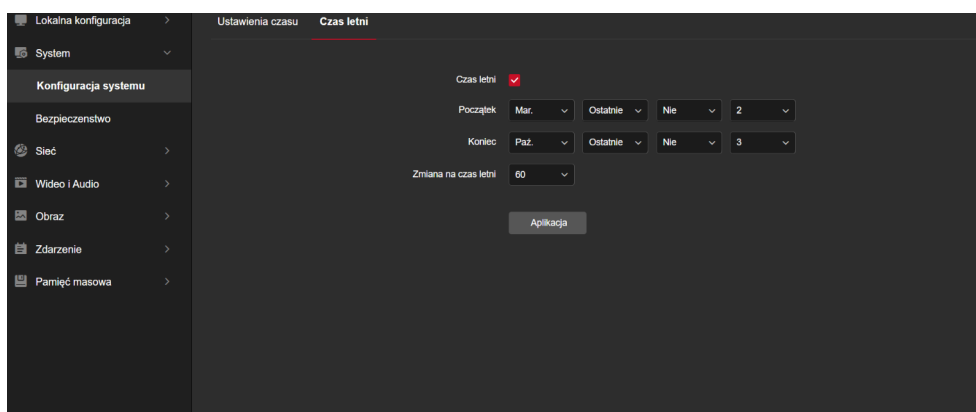 Lokalna konfiguracja
Ustawienia czasu Czas letni
System
Konfiguracja systemu
Bezpieczenstwo
Sieć
Wideo i Audio
Obraz
Zdarzenie
Pamięć masowa
Czas letni
Początek Mar. Ostatnie Nie 2
Koniec Paź. Ostatnie Nie 3
Zmiana na czas letni 60
Aplikacja